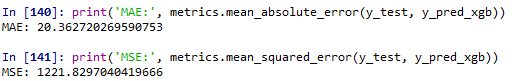 In [140]: print('MAE:', metrics.mean_absolute_error(y_test, y_pred_xgb))
MAE: 20.362720269590753
In [141]: print('MSE:', metrics.mean_squared_error(y_test, y_pred_xgb))
MSE: 1221.8297040419666